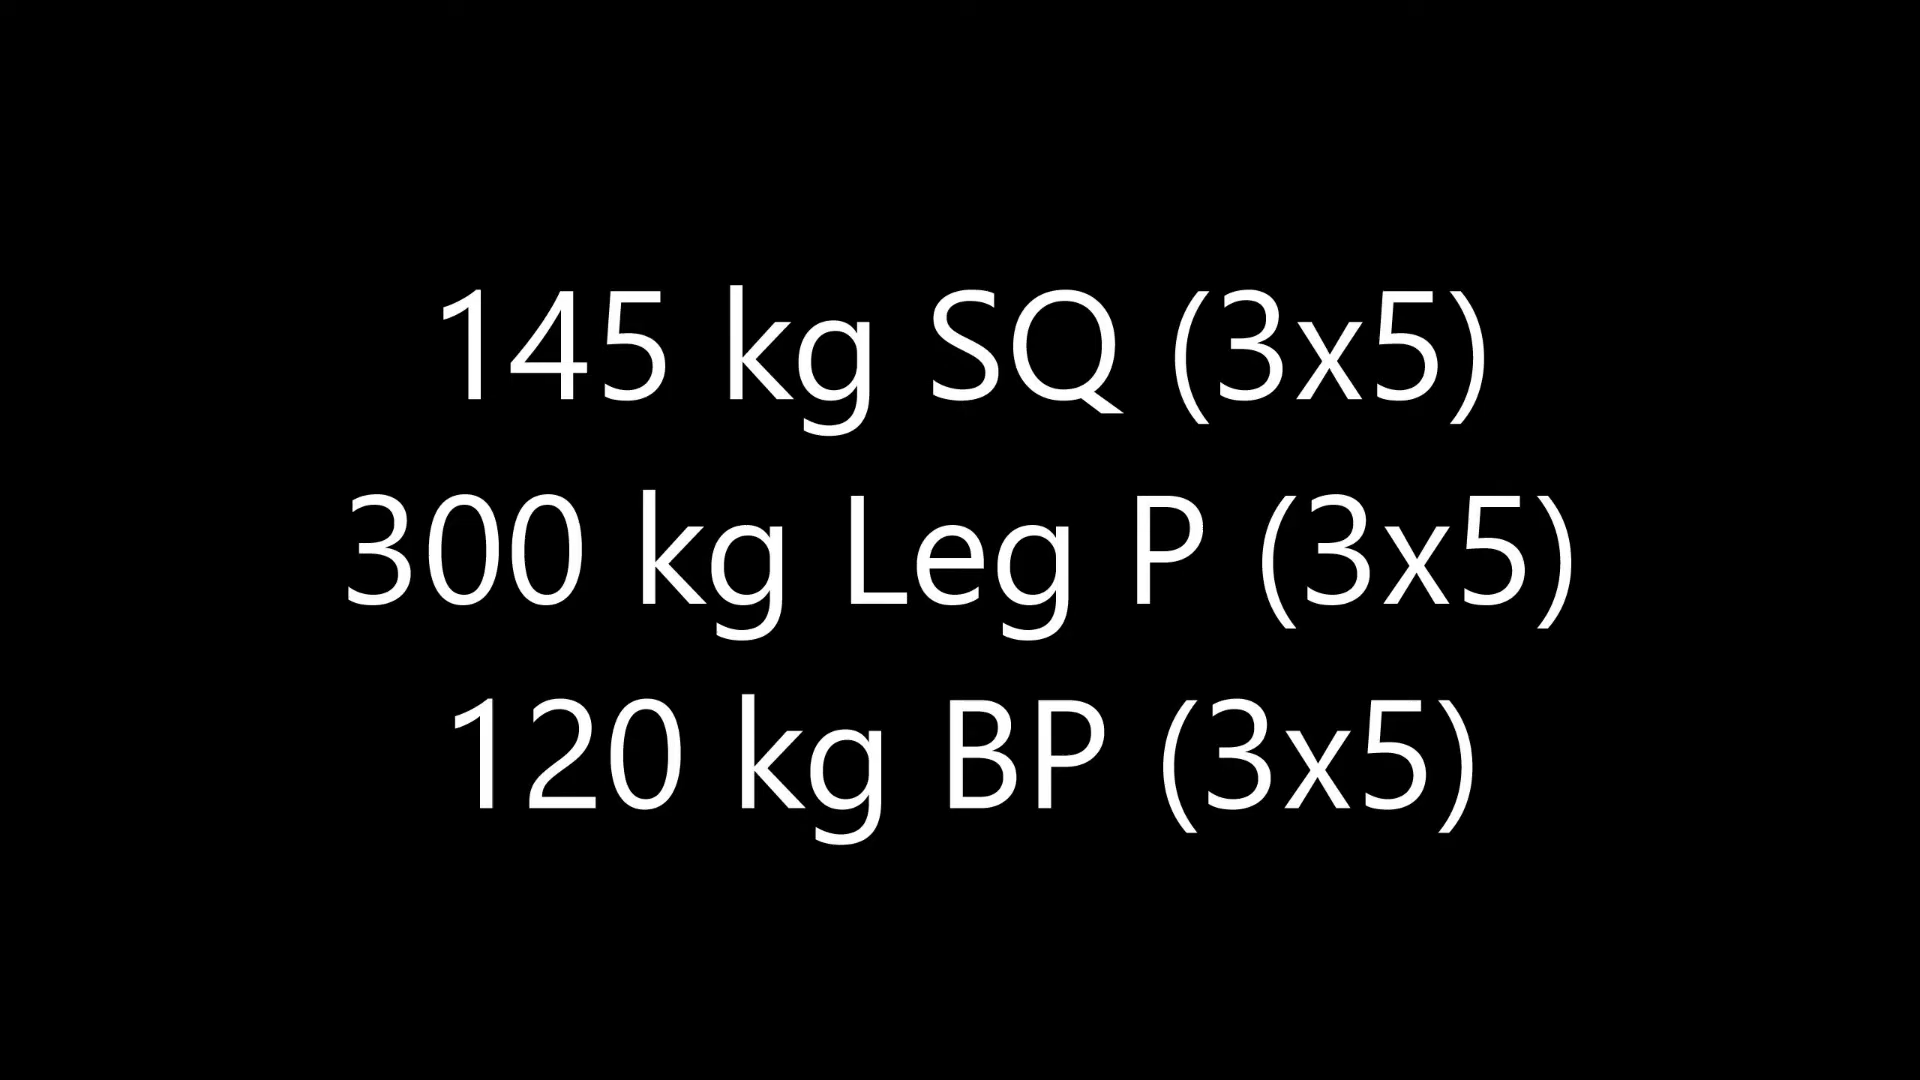 145 kg SQ (3x5)
300 kg Leg P (3x5)
120 kg BP (3x5)